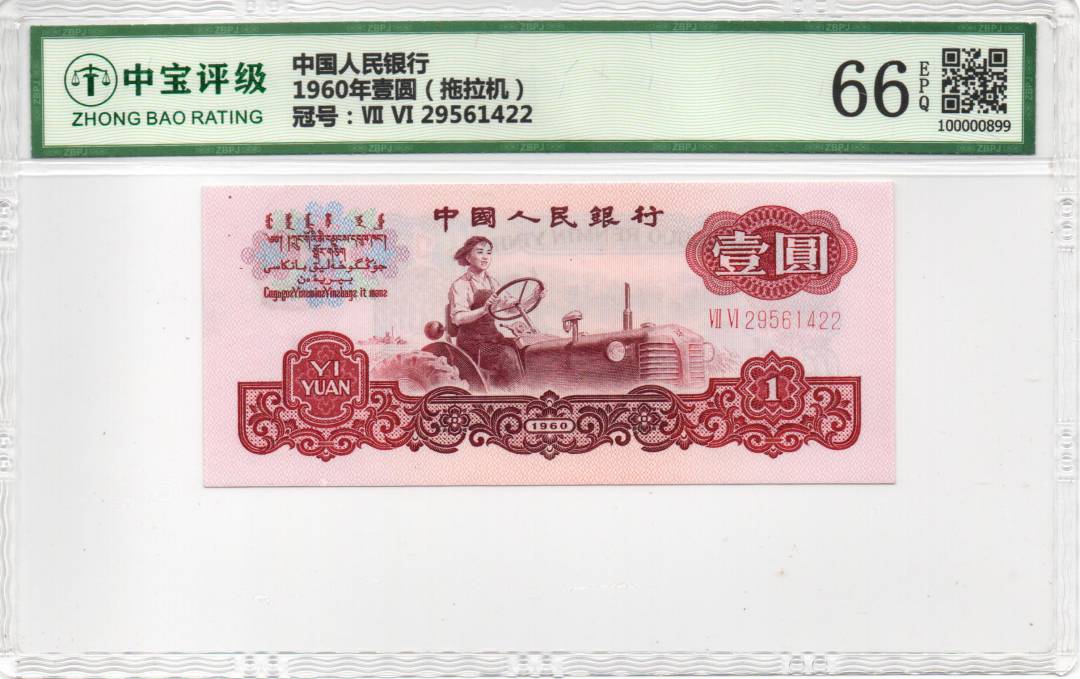 中宝评级
ZHONG BAO RATING
中国人民银行
1960年壹圆（拖拉机）
冠号：Ⅶ Ⅵ 29561422
66
EPQ
100000899
中國人民銀行
壹圓
Ⅶ Ⅵ 29561422
YI
YUAN
1960
1